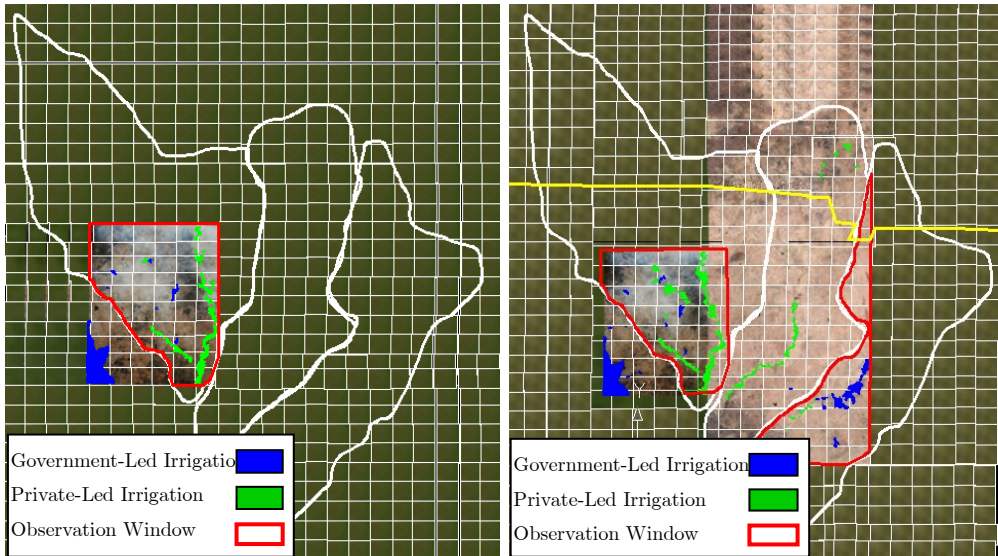 Government-Led Irrigatio
Private-Led Irrigation
Observation Window
Government-Led Irrigation
Private-Led Irrigation
Observation Window
Y